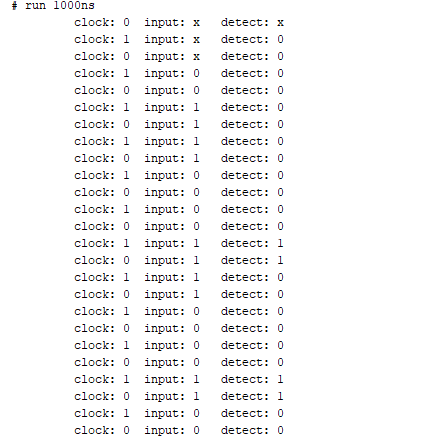 # run 1000ns
clock: 0 input: x detect: x
clock: 1 input: x detect: 0
clock: 0 input: x detect: 0
clock: 1 input: 0 detect: 0
clock: 0 input: 0 detect: 0
clock: 1 input: 1 detect: 0
clock: 0 input: 1 detect: 0
clock: 1 input: 1 detect: 0
clock: 0 input: 1 detect: 0
clock: 1 input: 0 detect: 0
clock: 0 input: 0 detect: 0
clock: 1 input: 0 detect: 0
clock: 0 input: 0 detect: 0
clock: 1 input: 1 detect: 1
clock: 0 input: 1 detect: 1
clock: 1 input: 1 detect: 0
clock: 0 input: 1 detect: 0
clock: 1 input: 0 detect: 0
clock: 0 input: 0 detect: 0
clock: 1 input: 0 detect: 0
clock: 0 input: 0 detect: 0
clock: 1 input: 1 detect: 1
clock: 0 input: 1 detect: 1
clock: 1 input: 0 detect: 0
clock: 0 input: 0 detect: 0